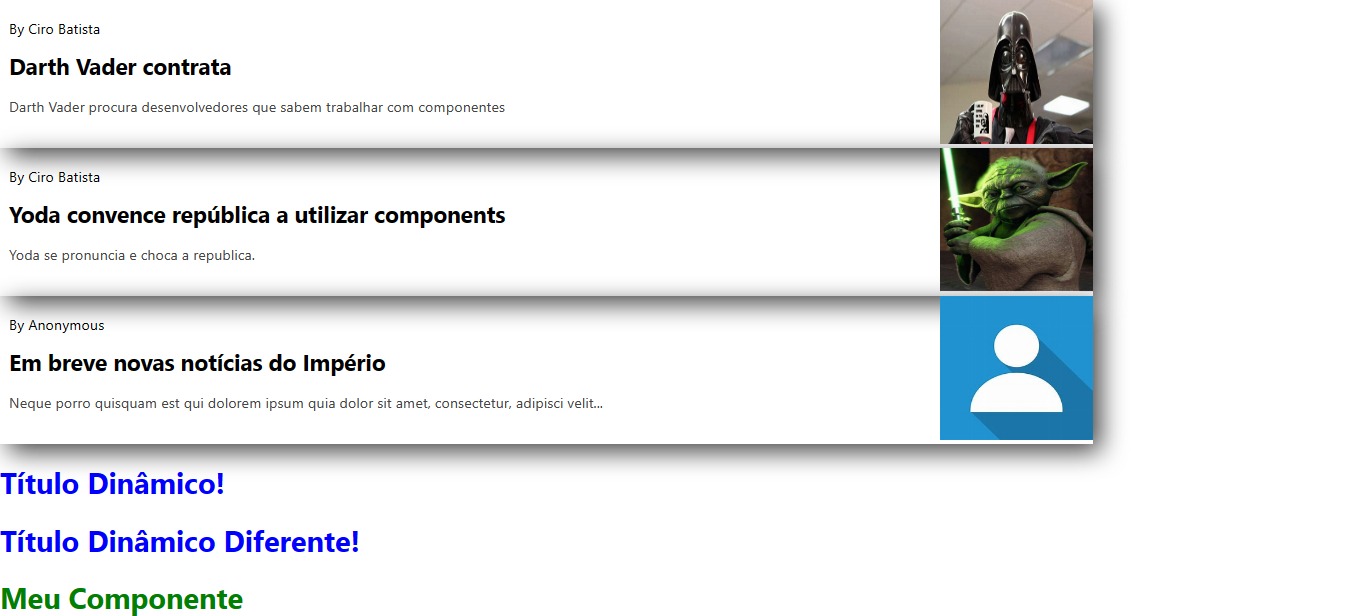 By Ciro Batista
Darth Vader contrata
Darth Vader procura desenvolvedores que sabem trabalhar com componentes
By Ciro Batista
Yoda convence república a utilizar components
Yoda se pronuncia e choca a republica.
By Anonymous
Em breve novas notícias do Império
Neque porro quisquam est qui dolorem ipsum quia dolor sit amet, consectetur, adipisci velit...
Título Dinâmico!
Título Dinâmico Diferente!
Meu Componente